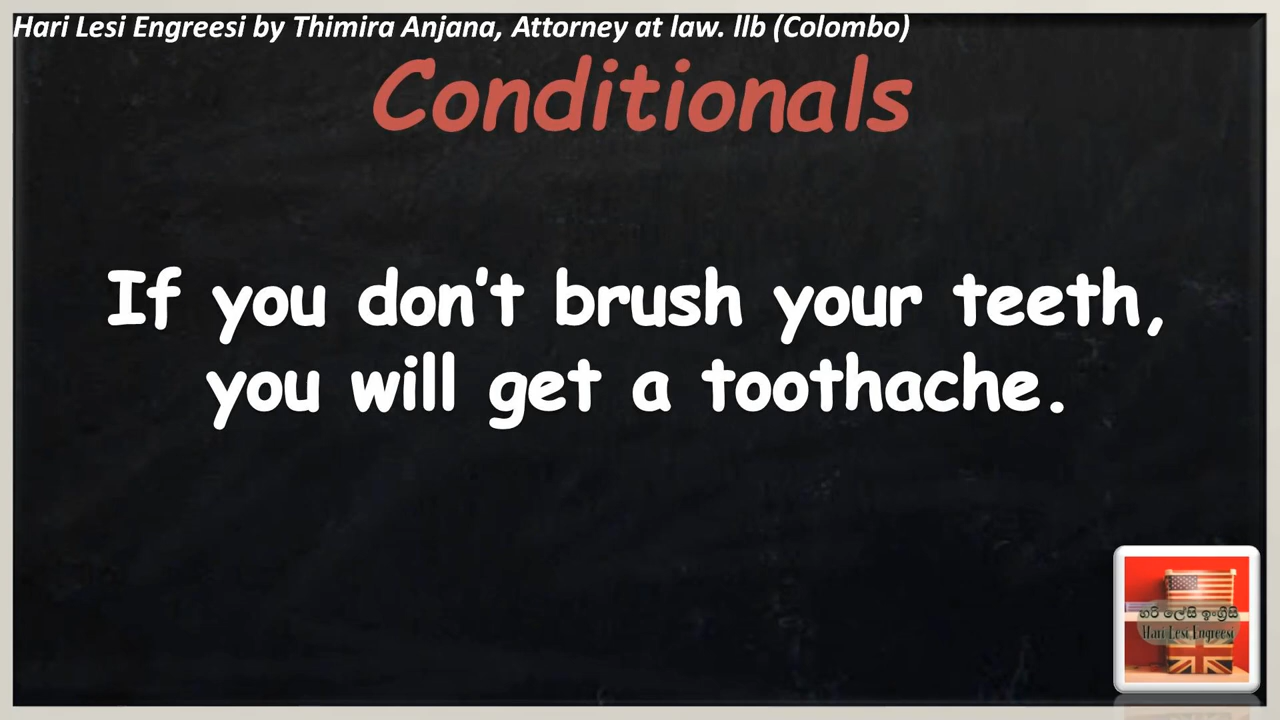 Hari Lesi Engreesi by Thimira Anjana, Attorney at law. llb (Colombo)
Conditionals
If you don't brush your teeth,
you will get a toothache.
හරි ලේසි ඉංග්‍රීසි
Hari Lesi Engreesi